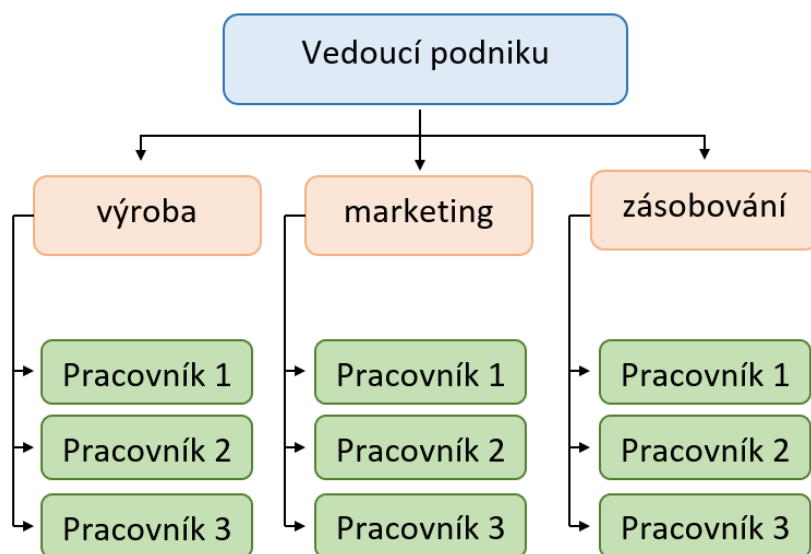 Vedoucí podniku
výroba
marketing
zásobování
Pracovník 1
Pracovník 1
Pracovník 1
Pracovník 2
Pracovník 2
Pracovník 2
Pracovník 3
Pracovník 3
Pracovník 3